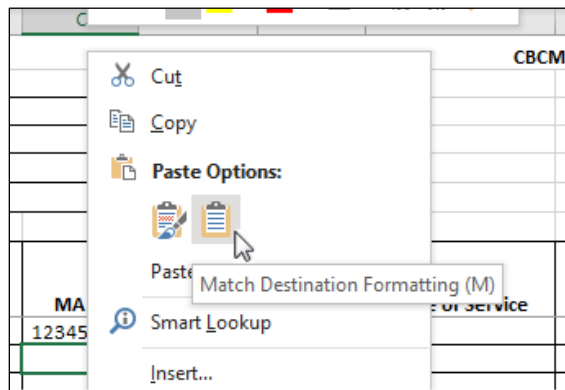 C
CBCM
Cut
Copy
Paste Options:
Paste
Match Destination Formatting (M)
MA
of Service
12345
Smart Lookup
Insert...